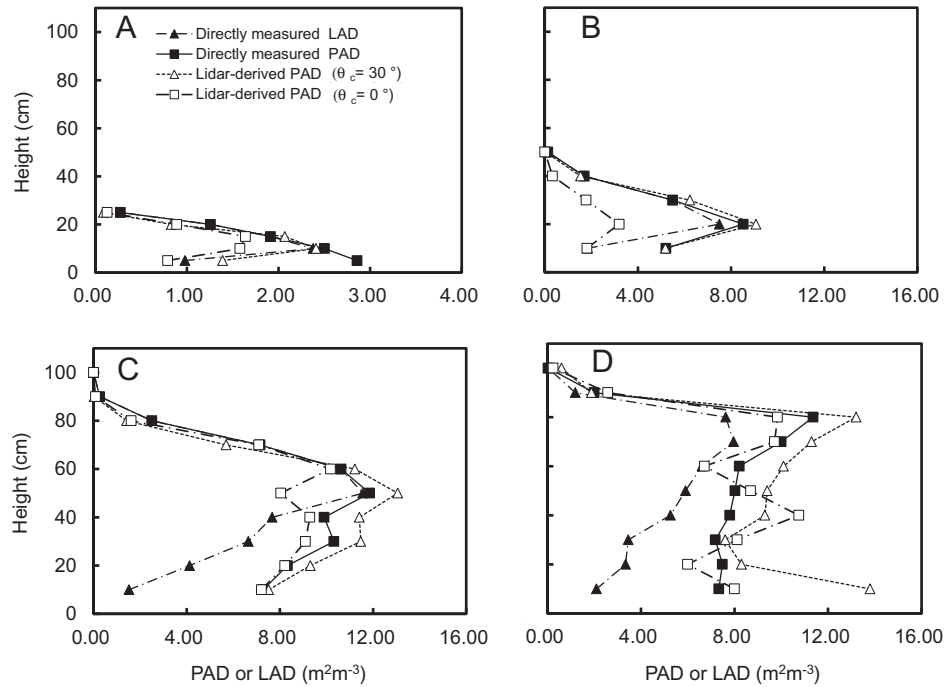 A
B
Directly measured LAD
Directly measured PAD
Lidar-derived PAD (θ c= 30 °)
Lidar-derived PAD (θ c= 0 °)
Height (cm)
100
80
60
40
20
0
0.00 1.00 2.00 3.00 4.00
0.00 4.00 8.00 12.00 16.00
C
D
Height (cm)
100
80
60
40
20
0
0.00 4.00 8.00 12.00 16.00
0.00 4.00 8.00 12.00 16.00
PAD or LAD (m²m⁻³)
PAD or LAD (m²m⁻³)